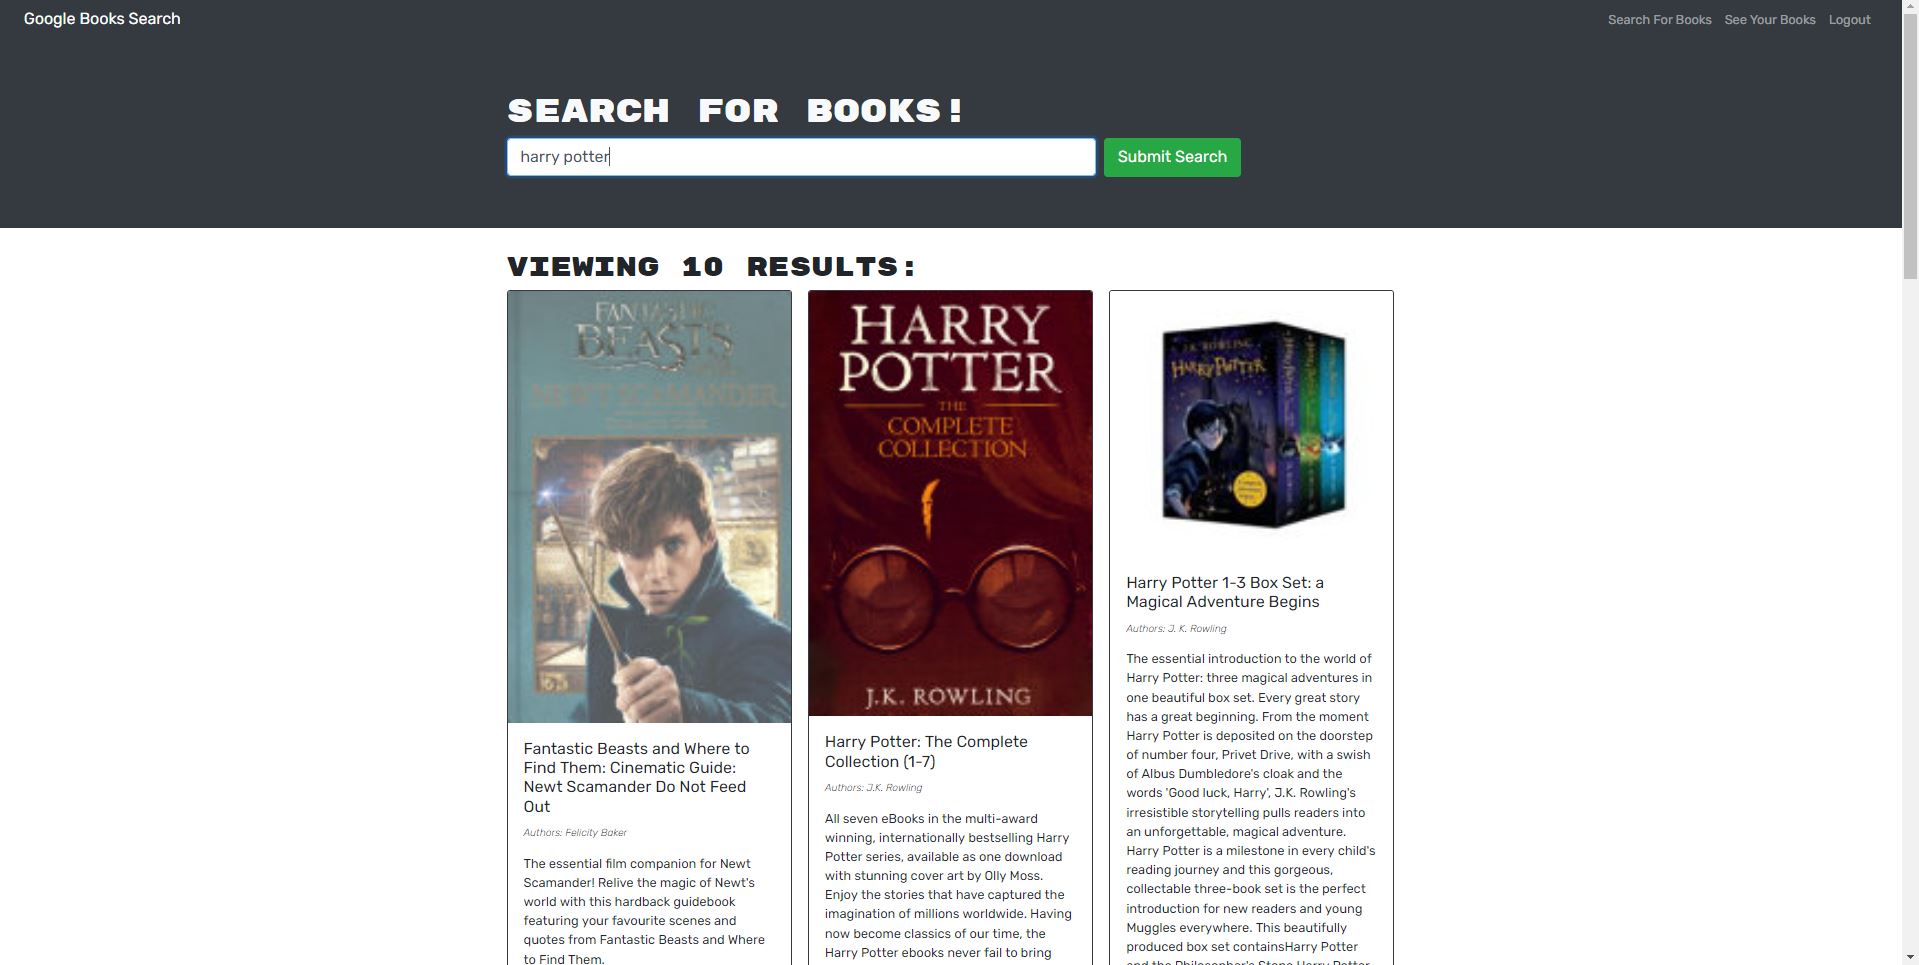 Google Books Search
Search For Books
See Your Books
Logout
SEARCH FOR BOOKS!
harry potter
Submit Search
VIEWING 10 RESULTS:
FANTASTIC
BEASTS
NEWT SCAMANDER
Fantastic Beasts and Where to
Find Them: Cinematic Guide:
Newt Scamander Do Not Feed
Out
Authors: Felicity Baker
The essential film companion for Newt
Scamander! Relive the magic of Newt's
world with this hardback guidebook
featuring your favourite scenes and
quotes from Fantastic Beasts and Where
to Find Them.
HARRY
POTTER
THE
COMPLETE
COLLECTION
J.K. ROWLING
Harry Potter: The Complete
Collection (1-7)
Authors: J.K. Rowling
All seven eBooks in the multi-award
winning, internationally bestselling Harry
Potter series, available as one download
with stunning cover art by Olly Moss.
Enjoy the stories that have captured the
imagination of millions worldwide. Having
now become classics of our time, the
Harry Potter ebooks never fail to bring
J.K. ROWLING
HARRY POTTER
Harry Potter 1-3 Box Set: a
Magical Adventure Begins
Authors: J. K. Rowling
The essential introduction to the world of
Harry Potter: three magical adventures in
one beautiful box set. Every great story
has a great beginning. From the moment
Harry Potter is deposited on the doorstep
of number four, Privet Drive, with a swish
of Albus Dumbledore's cloak and the
words 'Good luck, Harry', J.K. Rowling's
irresistible storytelling pulls readers into
an unforgettable, magical adventure.
Harry Potter is a milestone in every child's
reading journey and this gorgeous,
collectable three-book set is the perfect
introduction for new readers and young
Muggles everywhere. This beautifully
produced box set containsHarry Potter
and the Philosopher's Stone Harry Potter